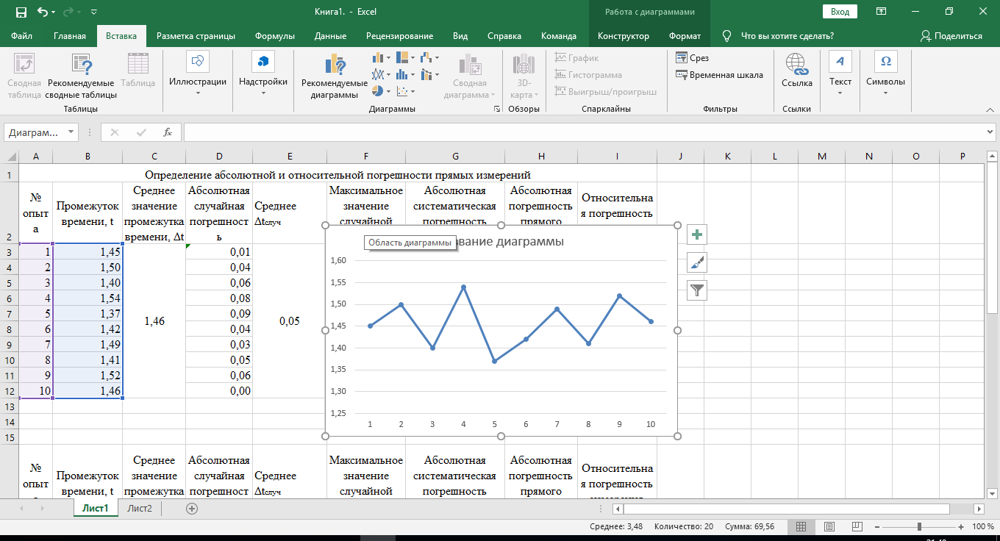 Книга1. - Excel
Работа с диаграммами
Вход
Файл Главная Вставка Разметка страницы Формулы Данные Рецензирование Вид Справка Команда Конструктор Формат Что вы хотите сделать? Поделиться
Сводная таблица
Рекомендуемые сводные таблицы
Таблица
Иллюстрации
Надстройки
Рекомендуемые диаграммы
Сводная диаграмма
3D-карта
График
Гистограмма
Выигрыш/проигрыш
Срез
Временная шкала
Ссылка
Текст
Символы
Таблицы Диаграммы Обзоры Спарклайны Фильтры Ссылки
Диаграм... fx
A B C D E F G H I J K L M N O P
1 Определение абсолютной и относительной погрешности прямых измерений
2
№ опыта
Промежуток времени, t
Среднее значение промежутка времени, Δt
Абсолютная случайная погрешность
Среднее Δtслуч
Максимальное значение случайной
Абсолютная систематическая погрешность
Абсолютная погрешность прямого
Относительная погрешность
3 1 1,45 0,01
4 2 1,50 0,04
5 3 1,40 0,06
6 4 1,54 0,08
7 5 1,37 0,09
1,46 0,05
8 6 1,42 0,04
9 7 1,49 0,03
10 8 1,41 0,05
11 9 1,52 0,06
12 10 1,46 0,00
13
14
15
Область диаграммы
вание диаграммы
1,60
1,55
1,50
1,45
1,40
1,35
1,30
1,25
1 2 3 4 5 6 7 8 9 10
№ опыт
Промежуток времени, t
Среднее значение промежутка
Абсолютная случайная погрешност
Среднее Δtслуч
Максимальное значение случайной
Абсолютная систематическая погрешность
Абсолютная погрешность прямого
Относительная погрешность
Лист1 Лист2
Среднее: 3,48 Количество: 20 Сумма: 69,56 100 %